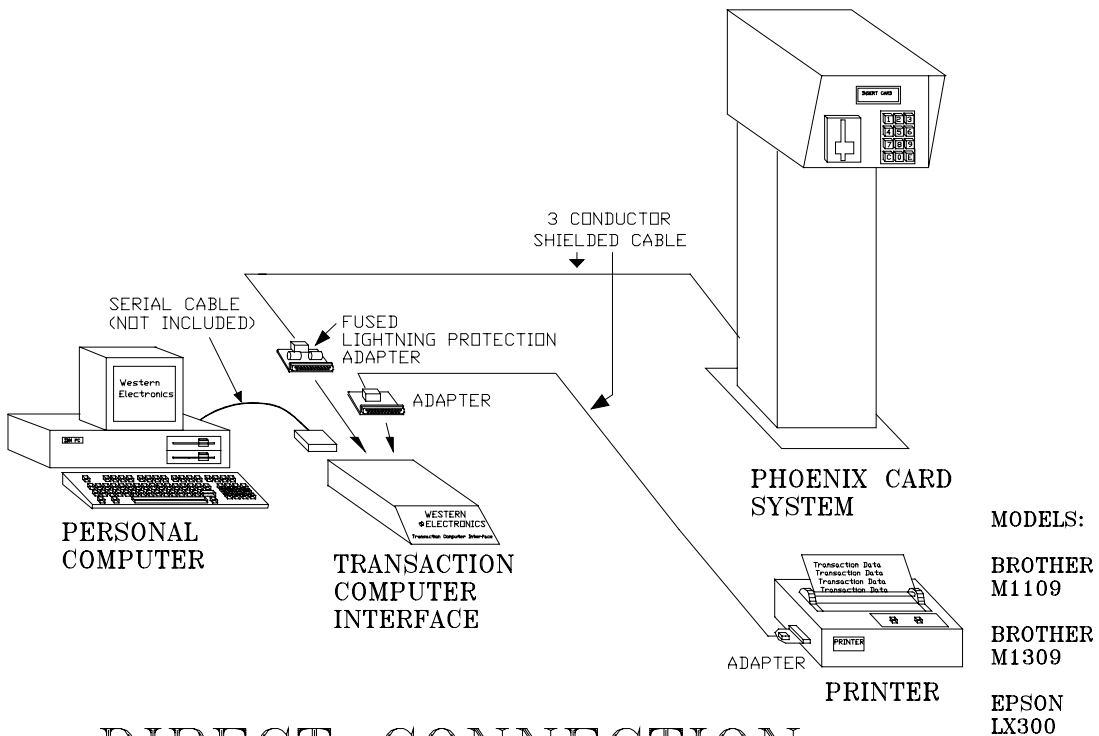 INSERT CARD
1 2 3
4 5 6
7 8 9
C 0 E
3 CONDUCTOR
SHIELDED CABLE
SERIAL CABLE
(NOT INCLUDED)
FUSED
LIGHTNING PROTECTION
ADAPTER
Western
Electronics
IBM PC
ADAPTER
WESTERN
ELECTRONICS
Transaction Computer Interface
PERSONAL
COMPUTER
TRANSACTION
COMPUTER
INTERFACE
PHOENIX CARD
SYSTEM
Transaction Data
Transaction Data
Transaction Data
Transaction Data
PRINTER
ADAPTER
PRINTER
MODELS:
BROTHER
M1109
BROTHER
M1309
EPSON
LX300
DIRECT CONNECTION